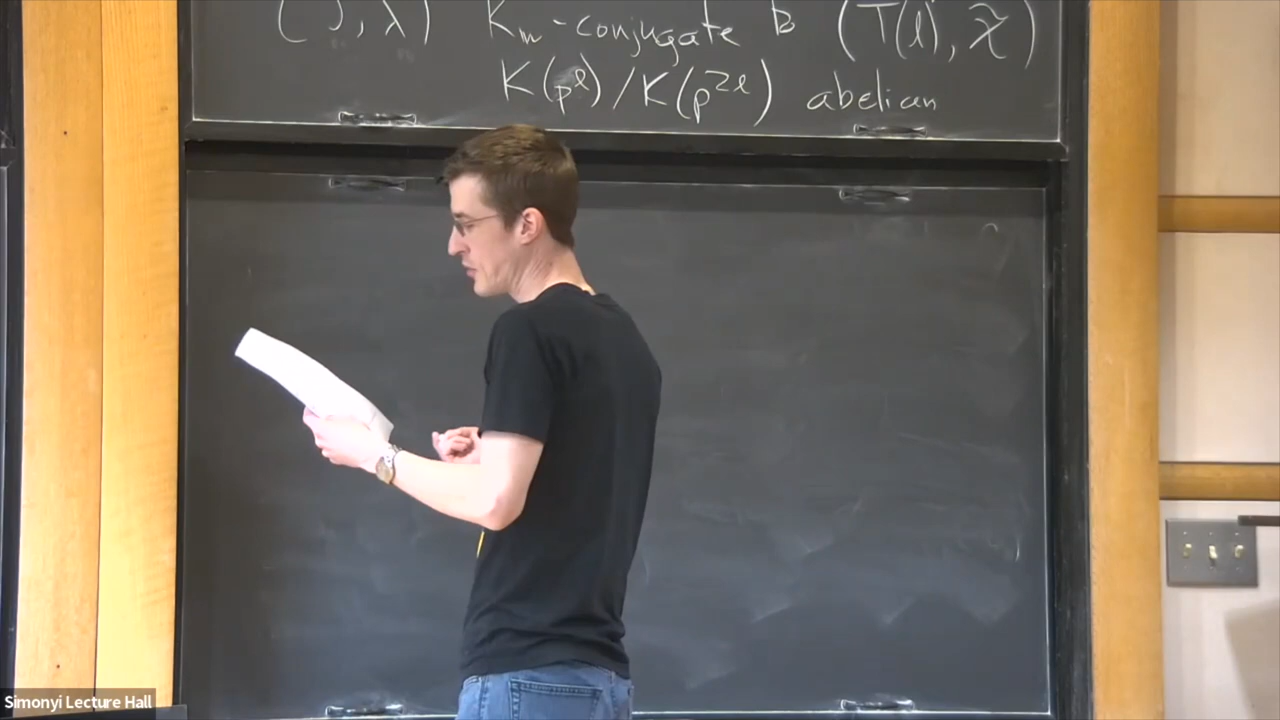 (J, λ) K_m-conjugate to (T(l), χ̃)
K(p^l)/K(p^{2l}) abelian
Simonyi Lecture Hall